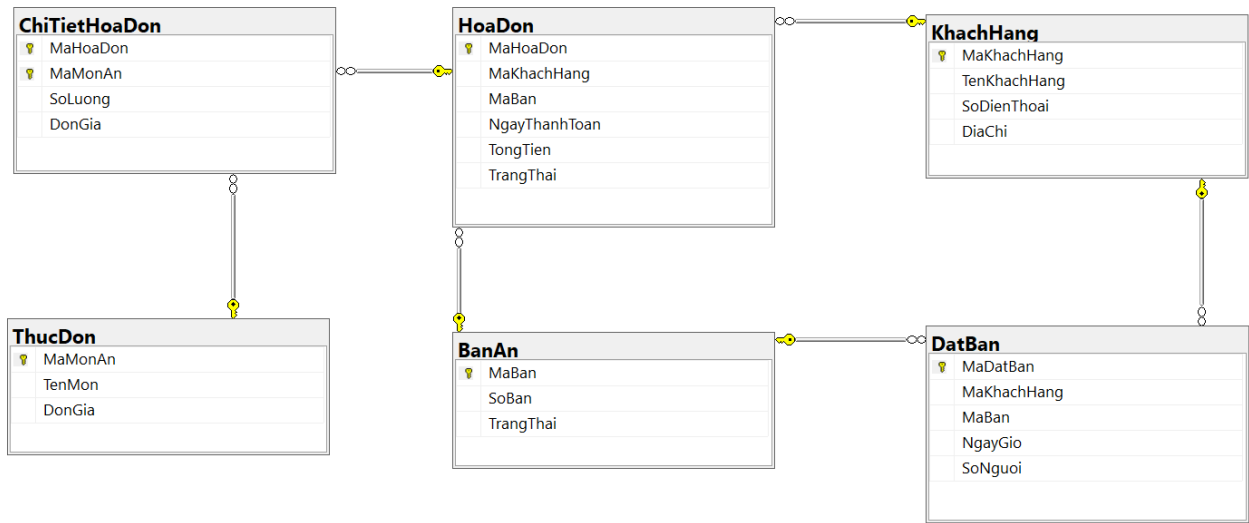 ChiTietHoaDon
MaHoaDon
MaMonAn
SoLuong
DonGia
HoaDon
MaHoaDon
MaKhachHang
MaBan
NgayThanhToan
TongTien
TrangThai
KhachHang
MaKhachHang
TenKhachHang
SoDienThoai
DiaChi
ThucDon
MaMonAn
TenMon
DonGia
BanAn
MaBan
SoBan
TrangThai
DatBan
MaDatBan
MaKhachHang
MaBan
NgayGio
SoNguoi